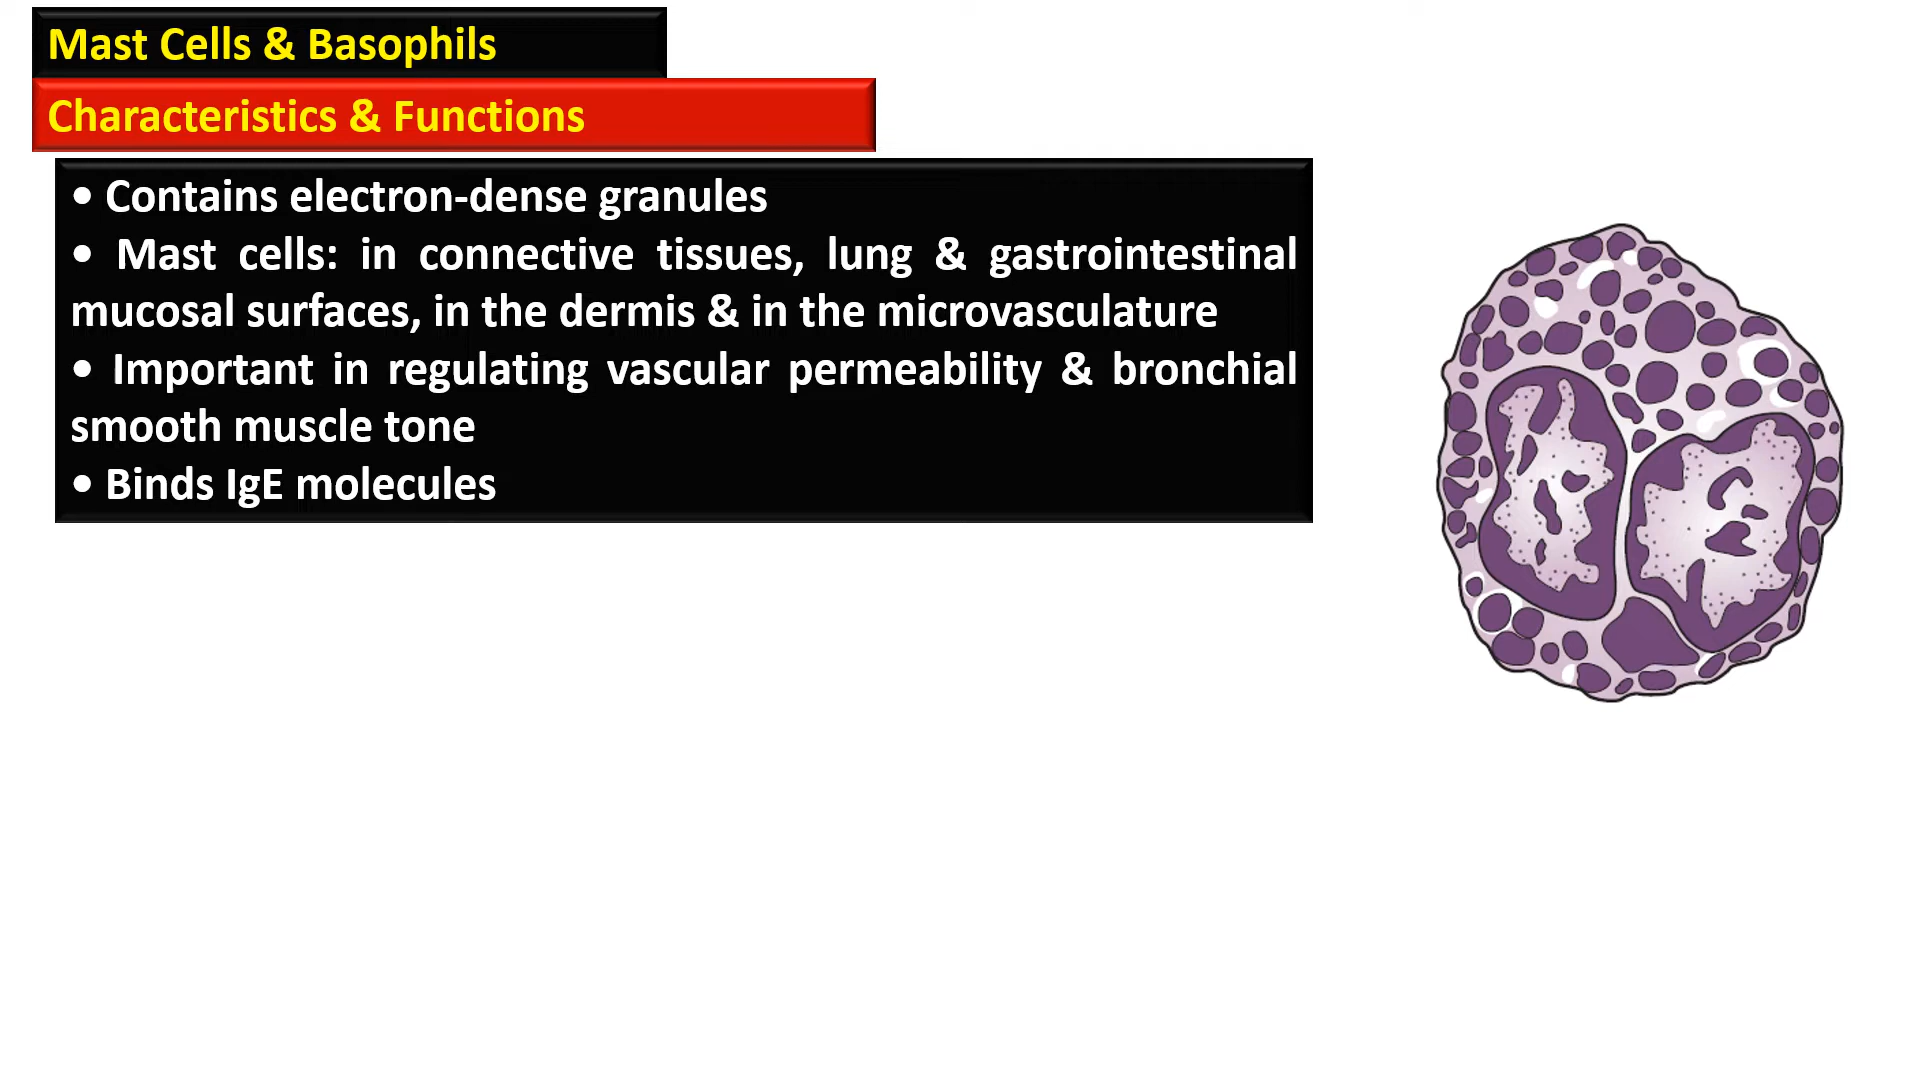 Mast Cells & Basophils
Characteristics & Functions
• Contains electron-dense granules
• Mast cells: in connective tissues, lung & gastrointestinal
mucosal surfaces, in the dermis & in the microvasculature
• Important in regulating vascular permeability & bronchial
smooth muscle tone
• Binds IgE molecules